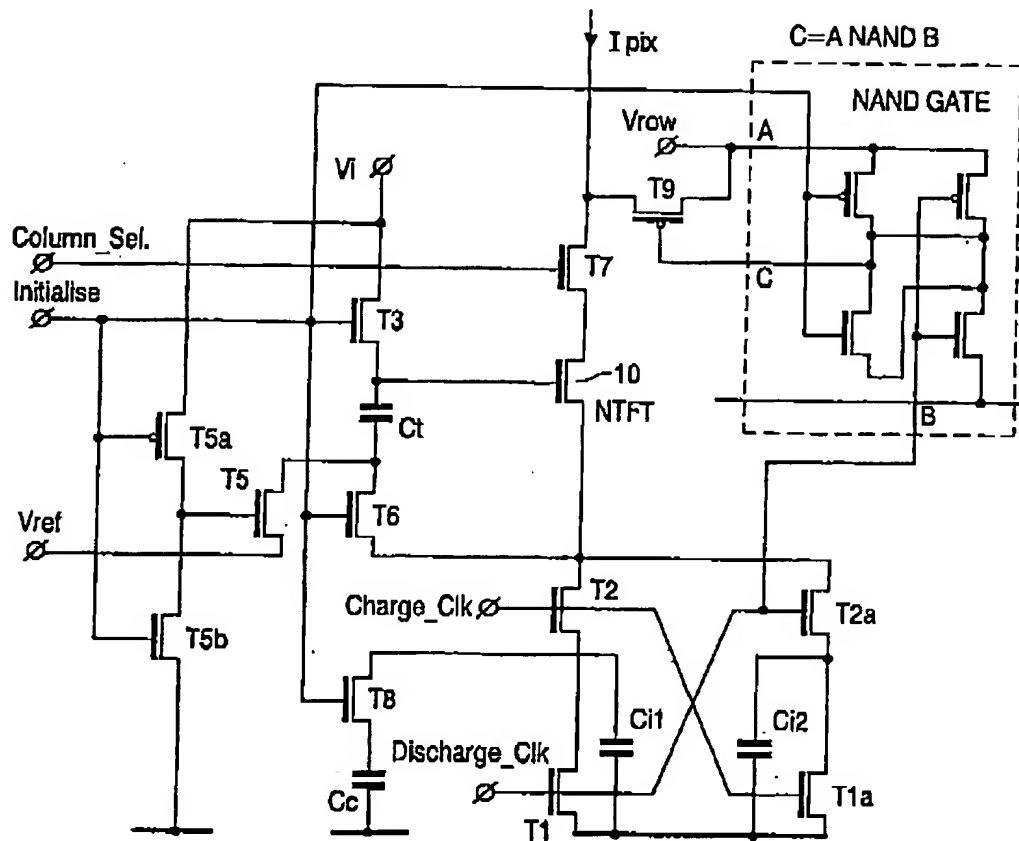 I pix
C=A NAND B
NAND GATE
Vrow
A
Vi
T9
Column_Sel.
T7
C
Initialise
T3
10
NTFT
Ct
B
T5a
T5
T6
Vref
T2
Charge_Clk
T2a
T5b
T8
Ci1
Ci2
Discharge_Clk
Cc
T1a
T1